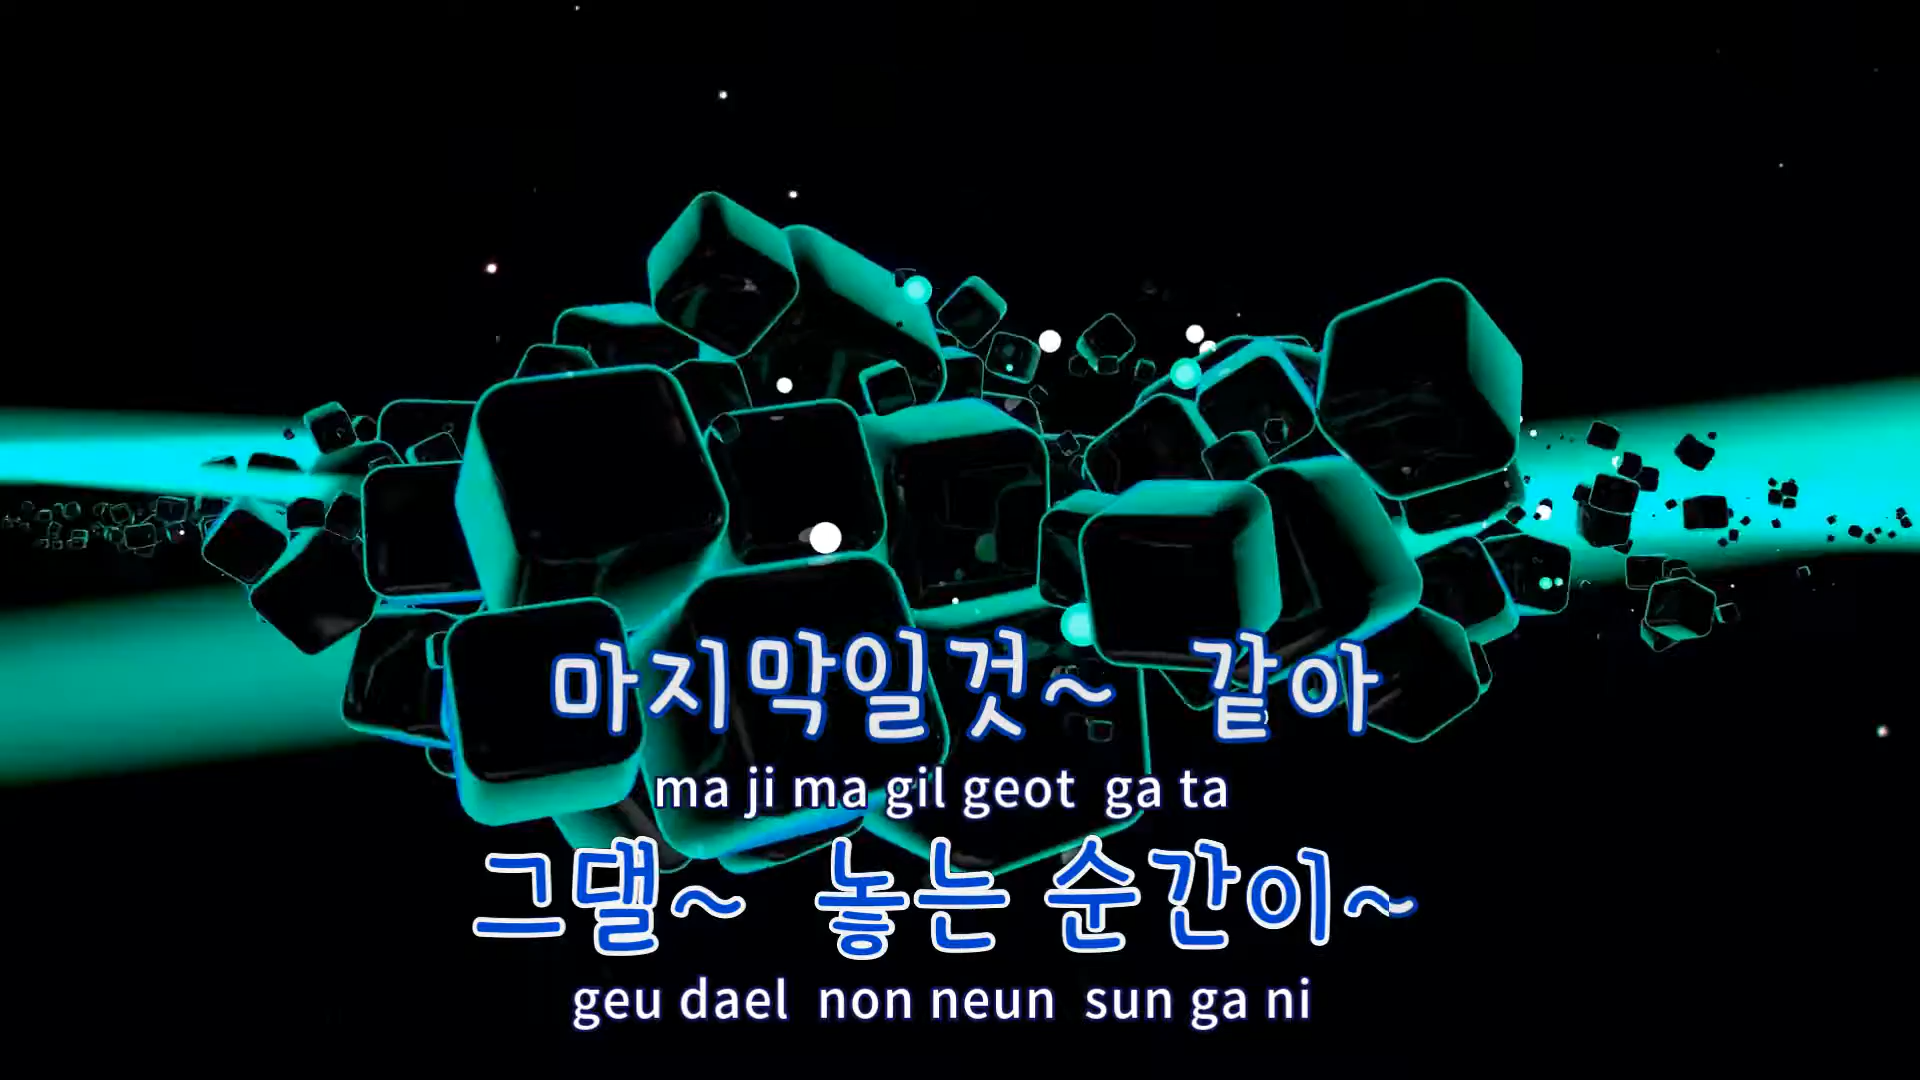 마지막일것~ 같아
ma ji ma gil geot ga ta
그댈~ 놓는 순간이~
geu dael non neun sun ga ni